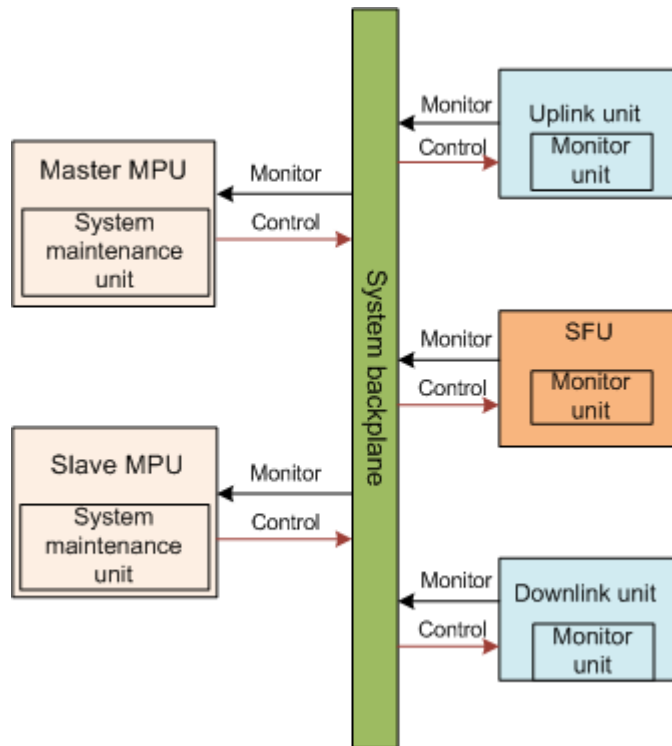 Master MPU
System
maintenance
unit
Monitor
Control
Slave MPU
System
maintenance
unit
Monitor
Control
System backplane
Monitor
Control
Uplink unit
Monitor
unit
Monitor
Control
SFU
Monitor
unit
Monitor
Control
Downlink unit
Monitor
unit